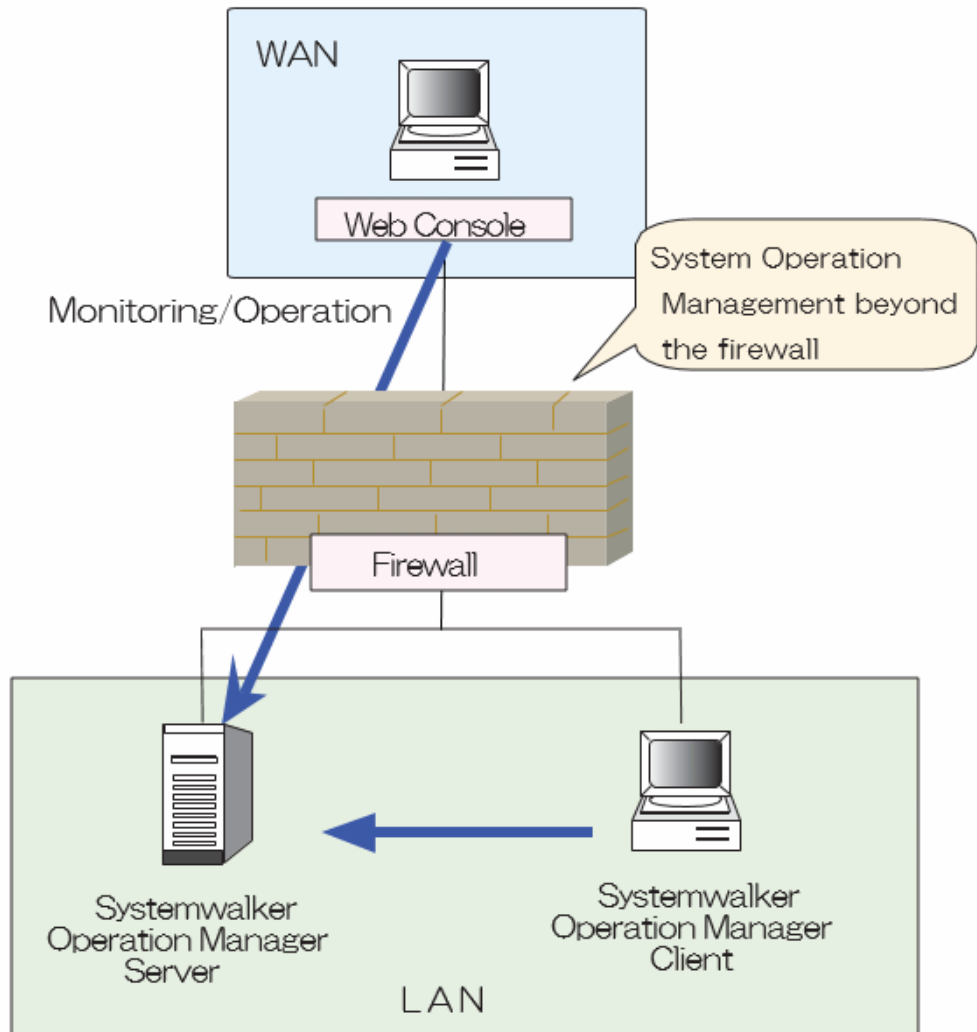 WAN
Web Console
Monitoring/Operation
System Operation
Management beyond
the firewall
Firewall
Systemwalker
Operation Manager
Server
Systemwalker
Operation Manager
Client
LAN